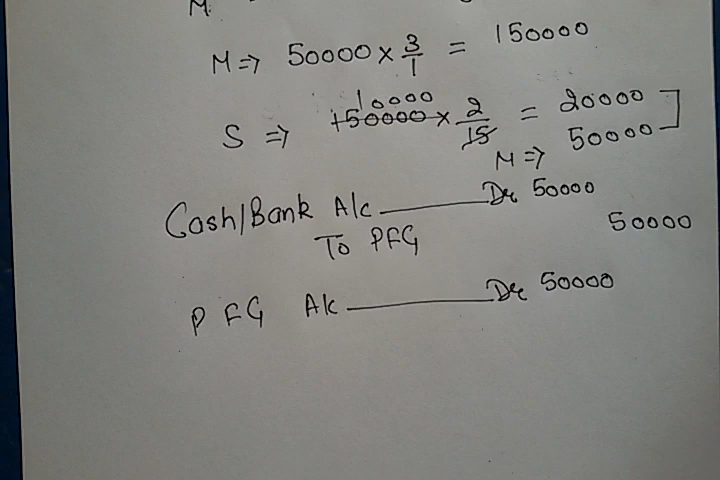 M
M => 50000 x 3/1 = 150000
10000
S => 150000 x 2/15 = 20000
M => 50000
Cash/Bank A/c Dr 50000
To PFG 50000
PFG A/c Dr 50000